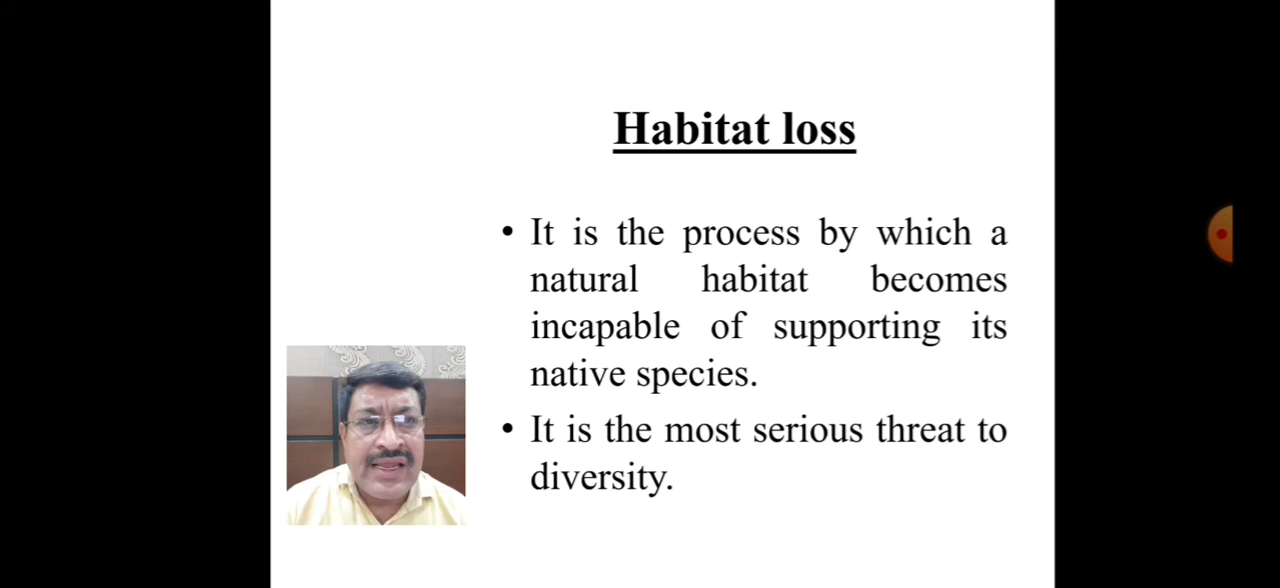 Habitat loss
• It is the process by which a
natural habitat becomes
incapable of supporting its
native species.
• It is the most serious threat to
diversity.